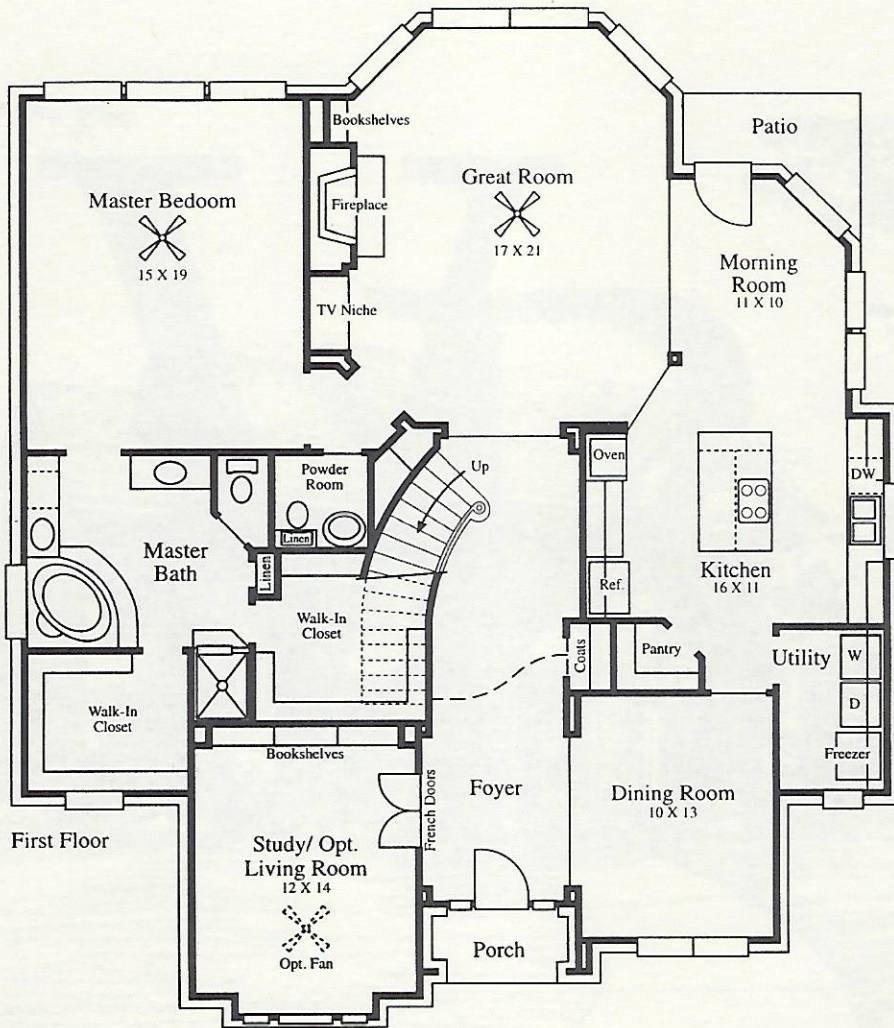 Bookshelves
Patio
Master Bedoom
15 X 19
Great Room
17 X 21
Fireplace
Morning
Room
11 X 10
TV Niche
Up
Oven
DW
Powder
Room
Linen
Master
Bath
Linen
Kitchen
16 X 11
Ref.
Walk-In
Closet
Coats
Pantry
Utility
W
D
Walk-In
Closet
Bookshelves
Freezer
French Doors
Foyer
Dining Room
10 X 13
First Floor
Study/ Opt.
Living Room
12 X 14
Opt. Fan
Porch